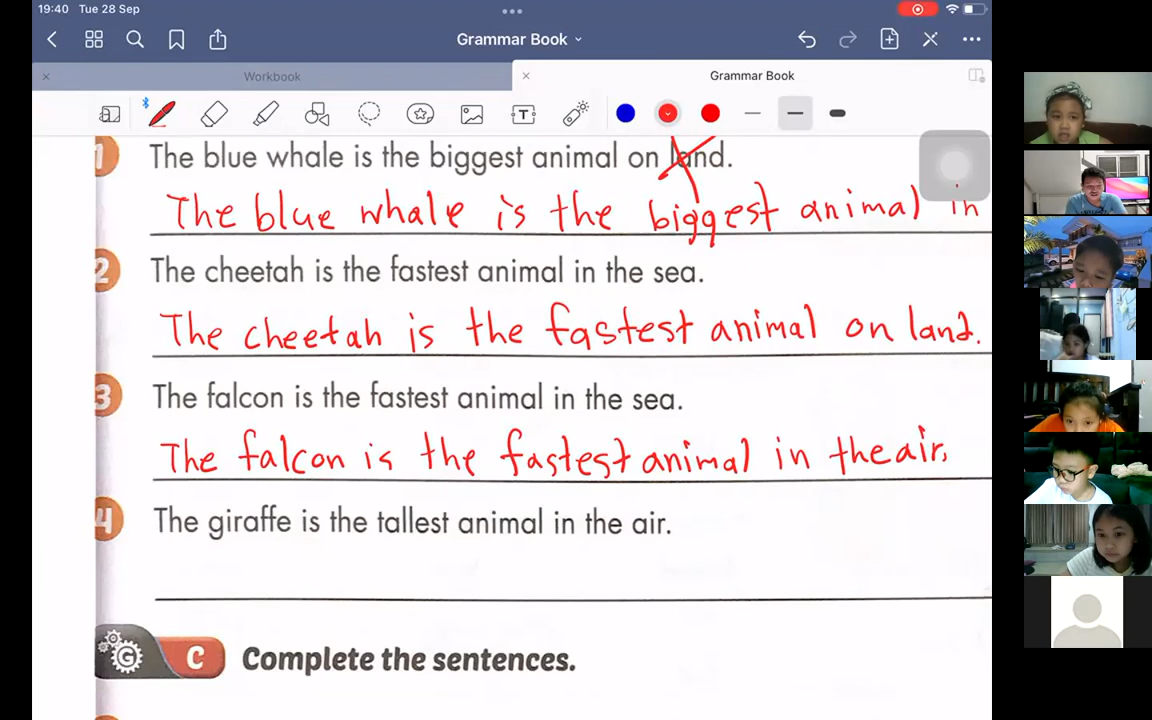 19:40 Tue 28 Sep
Grammar Book
Workbook
Grammar Book
T
1 The blue whale is the biggest animal on land.
The blue whale is the biggest animal in
2 The cheetah is the fastest animal in the sea.
The cheetah is the fastest animal on land.
3 The falcon is the fastest animal in the sea.
The falcon is the fastest animal in the air.
4 The giraffe is the tallest animal in the air.
G C Complete the sentences.